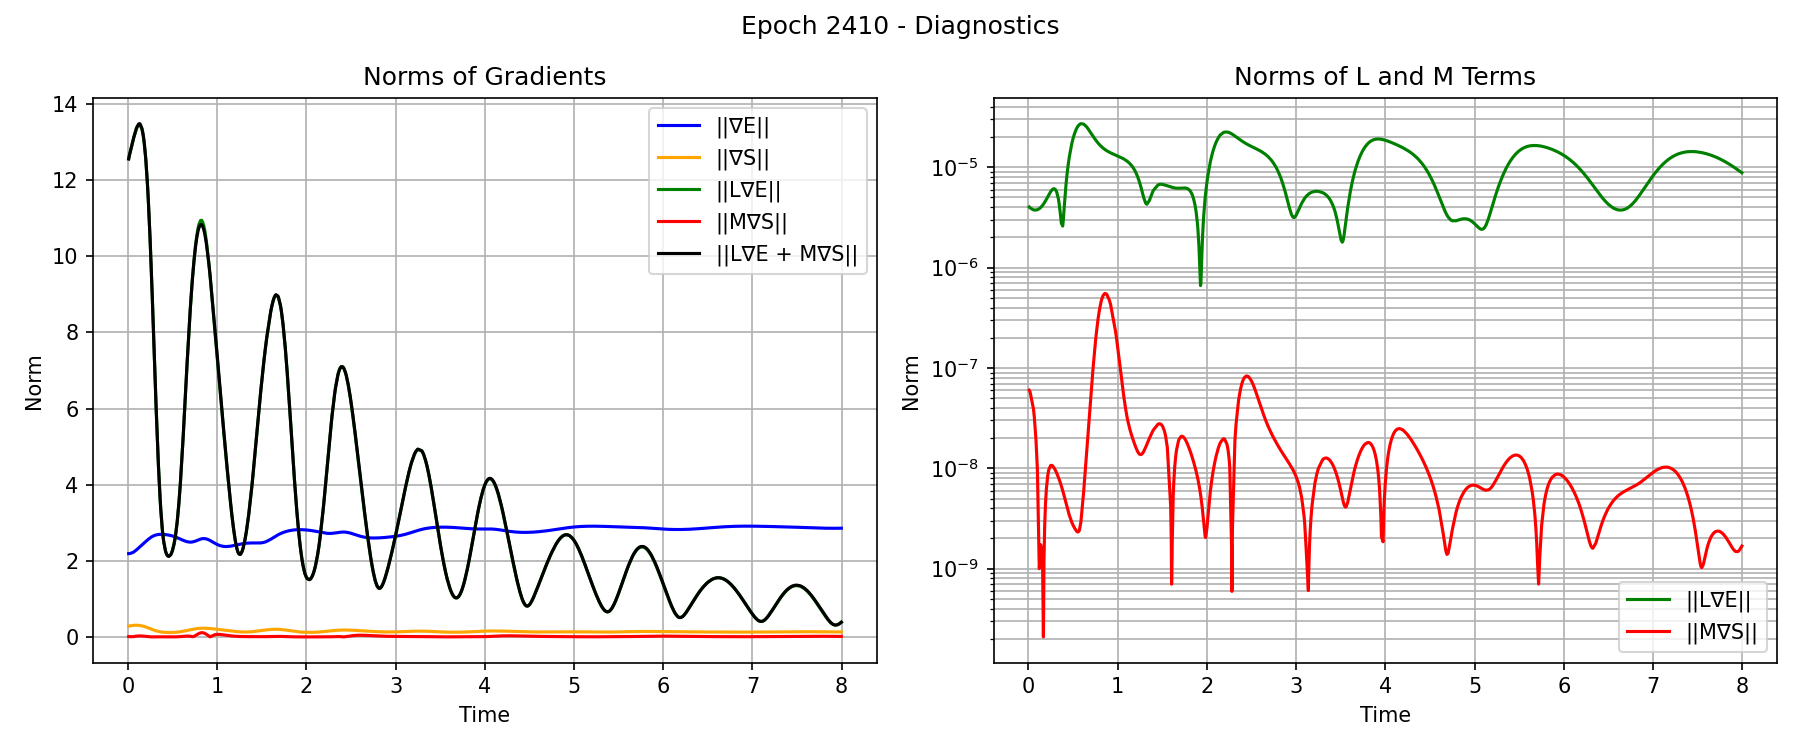 Epoch 2410 - Diagnostics
Norms of Gradients
Norm
14
12
10
8
6
4
2
0
0 1 2 3 4 5 6 7 8
Time
||∇E||
||∇S||
||L∇E||
||M∇S||
||L∇E + M∇S||
Norms of L and M Terms
Norm
10⁻⁵
10⁻⁶
10⁻⁷
10⁻⁸
10⁻⁹
0 1 2 3 4 5 6 7 8
Time
||L∇E||
||M∇S||